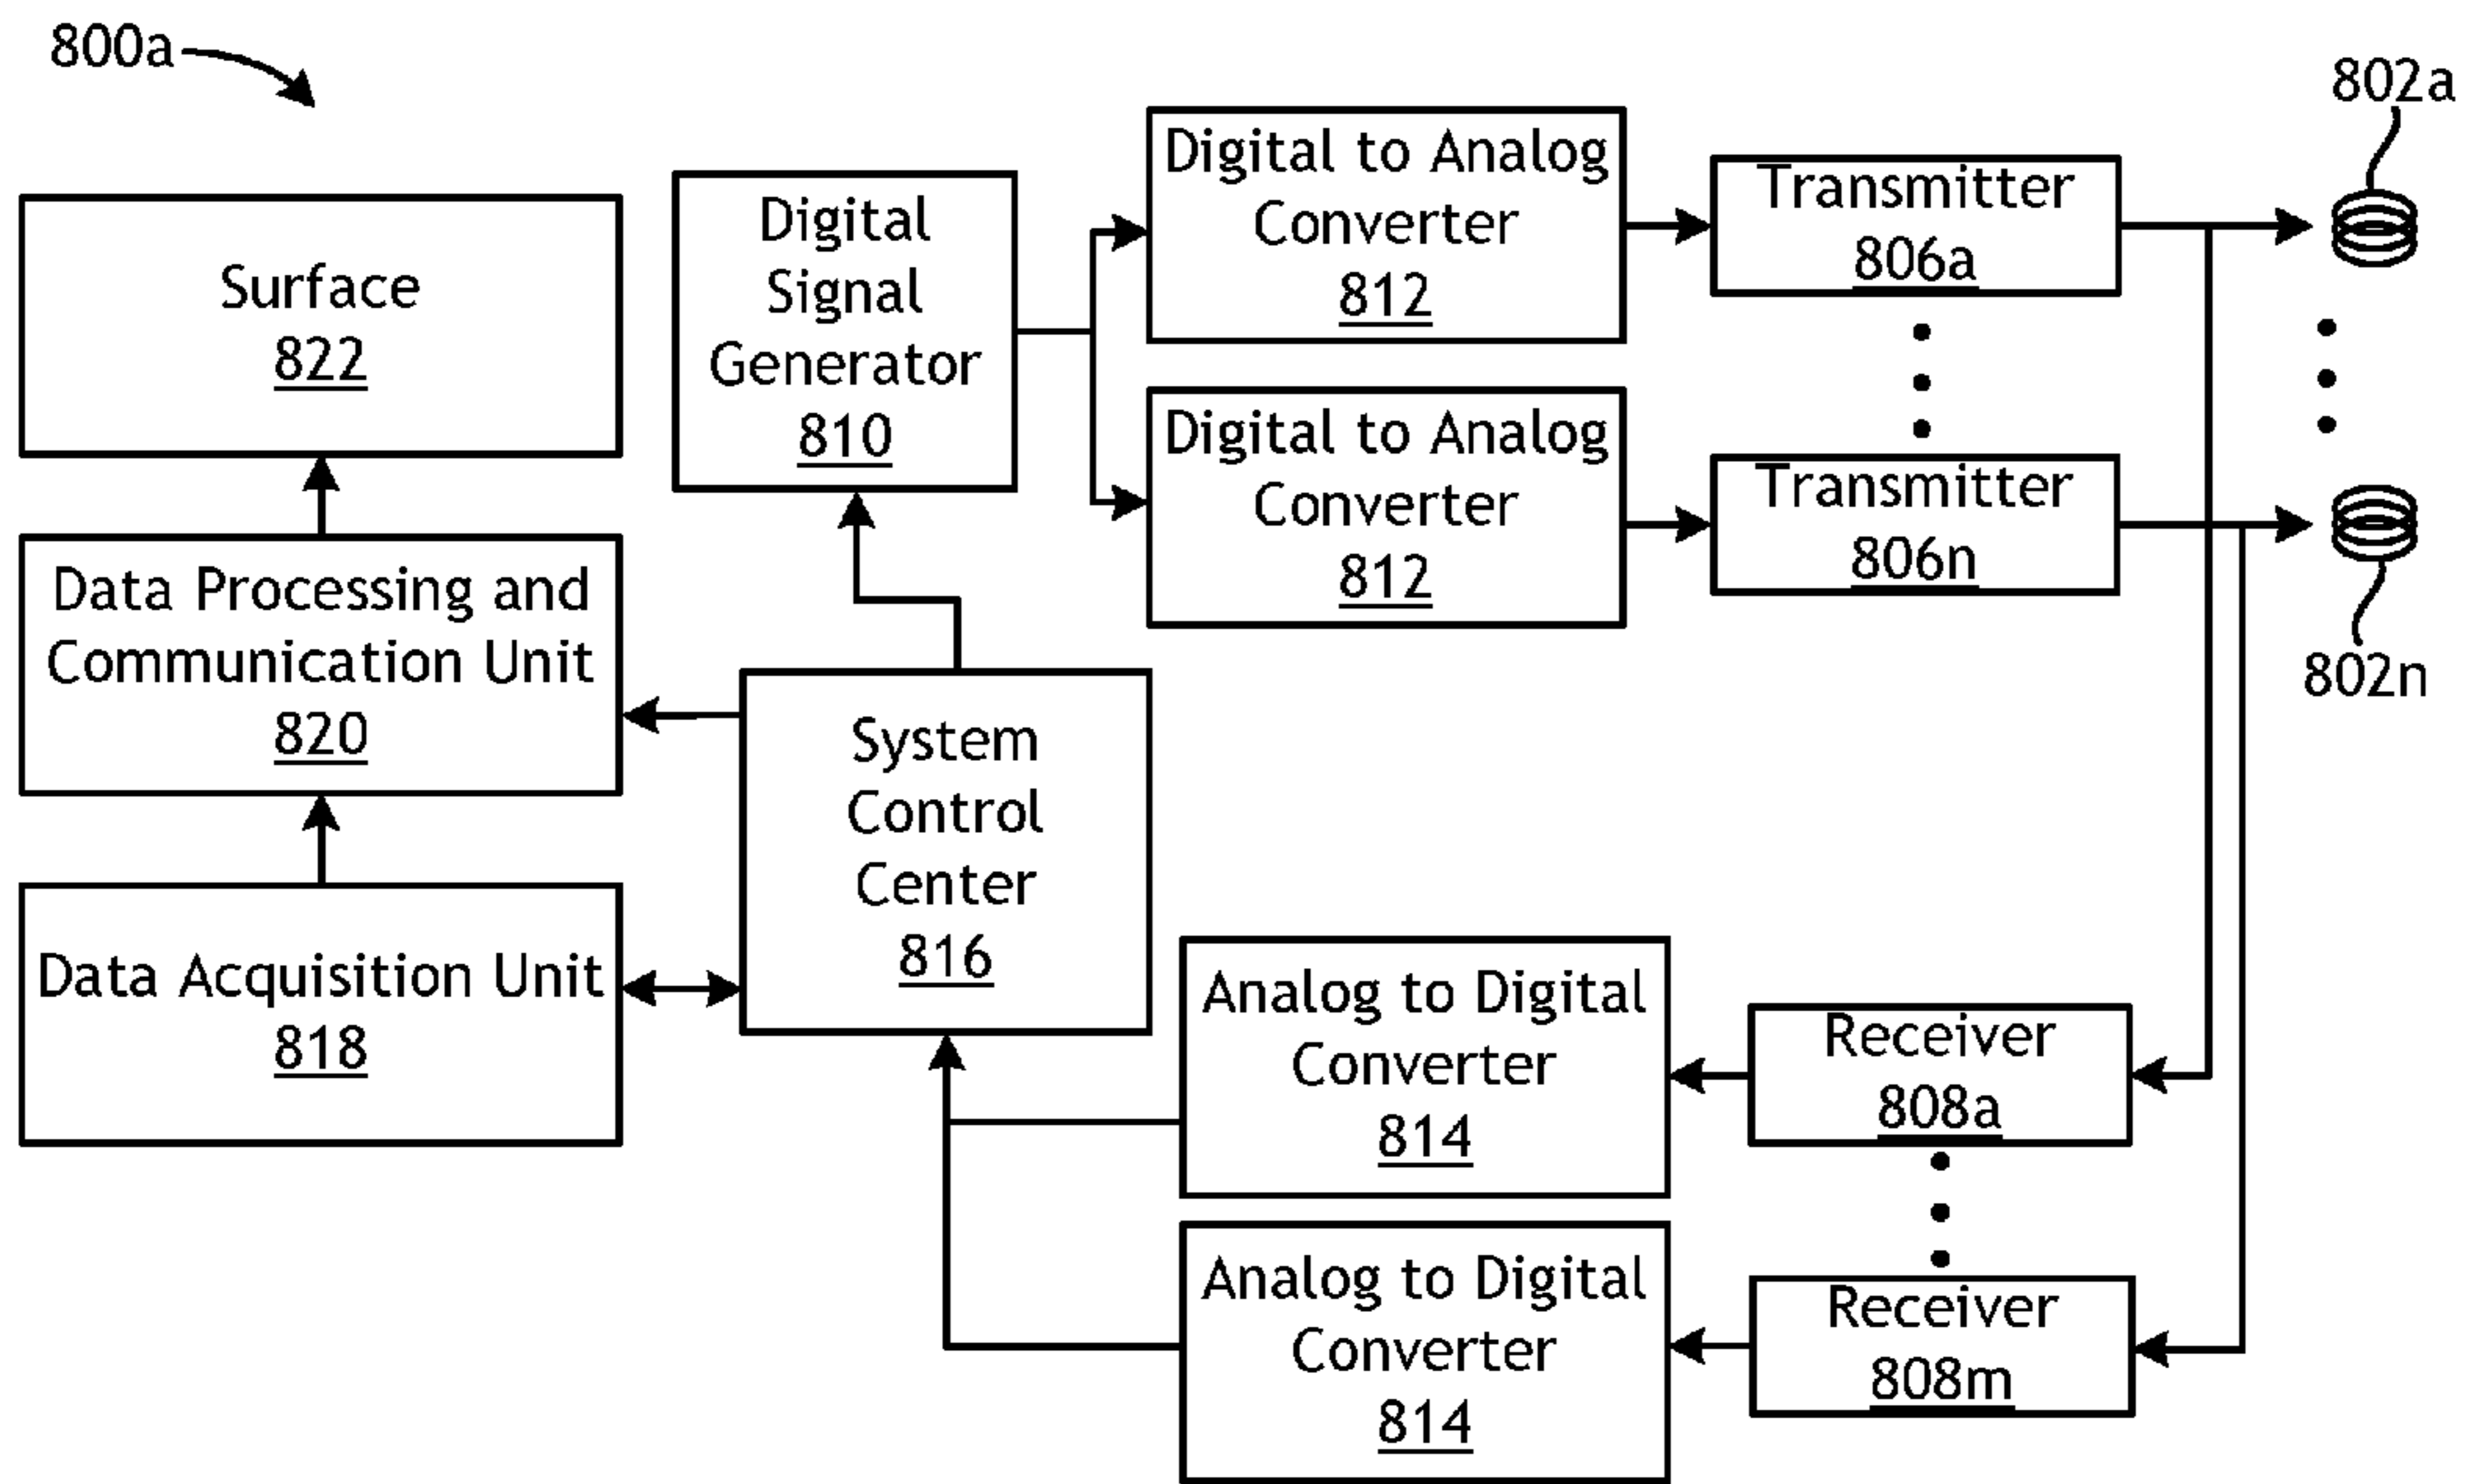 800a
802a
Surface
822
Digital
Signal
Generator
810
Digital to Analog
Converter
812
Transmitter
806a
Digital to Analog
Converter
812
Transmitter
806n
802n
Data Processing and
Communication Unit
820
System
Control
Center
816
Data Acquisition Unit
818
Analog to Digital
Converter
814
Receiver
808a
Analog to Digital
Converter
814
Receiver
808m